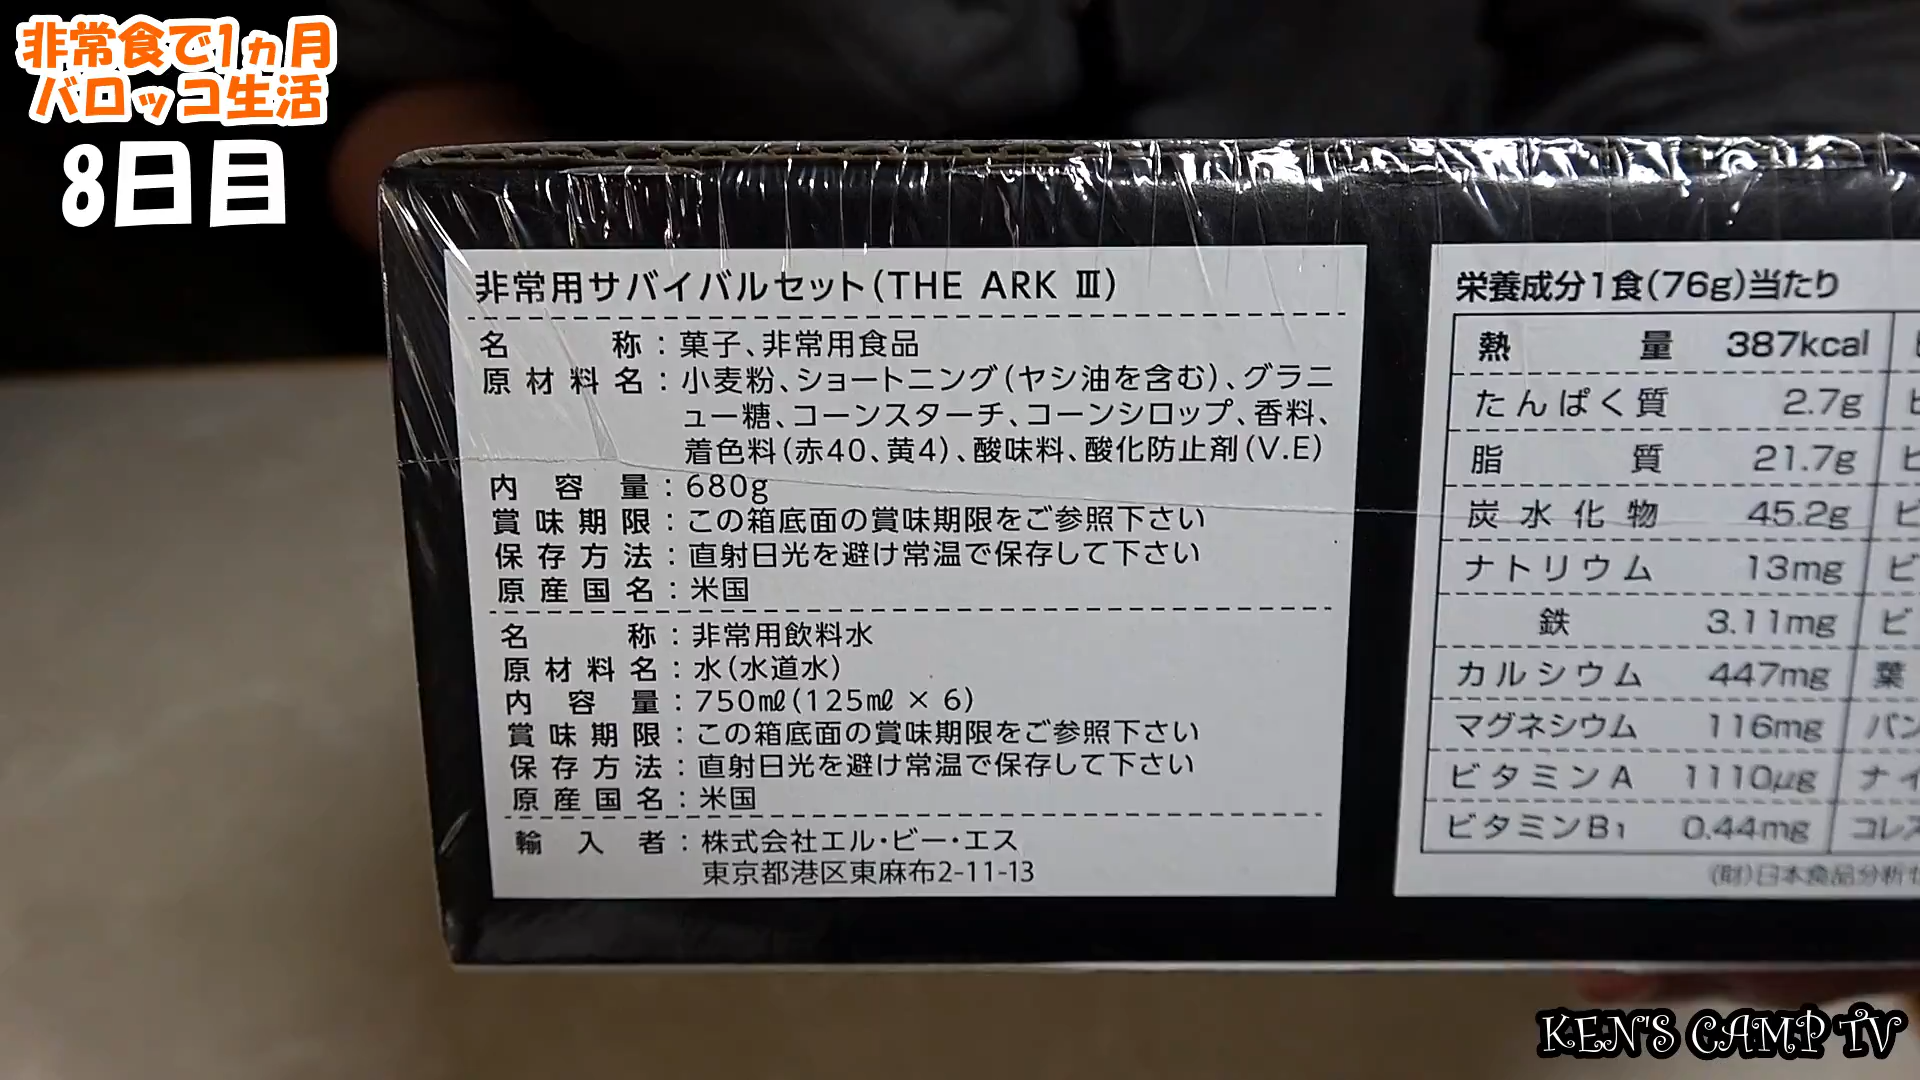 非常食で1ヵ月
バロッコ生活
8日目
非常用サバイバルセット(THE ARK Ⅲ)
名称：菓子、非常用食品
原材料名：小麦粉、ショートニング(ヤシ油を含む)、グラニ
ュー糖、コーンスターチ、コーンシロップ、香料、
着色料(赤40、黄4)、酸味料、酸化防止剤(V.E)
内容量：680g
賞味期限：この箱底面の賞味期限をご参照下さい
保存方法：直射日光を避け常温で保存して下さい
原産国名：米国
名称：非常用飲料水
原材料名：水(水道水)
内容量：750㎖(125㎖ × 6)
賞味期限：この箱底面の賞味期限をご参照下さい
保存方法：直射日光を避け常温で保存して下さい
原産国名：米国
輸入者：株式会社エル・ビー・エス
東京都港区東麻布2-11-13
栄養成分1食(76g)当たり
熱量 387kcal
たんぱく質 2.7g
脂質 21.7g
炭水化物 45.2g
ナトリウム 13mg
鉄 3.11mg
カルシウム 447mg 葉
マグネシウム 116mg パン
ビタミンA 1110μg ナイ
ビタミンB1 0.44mg コレス
(財)日本食品分析
KEN'S CAMP TV